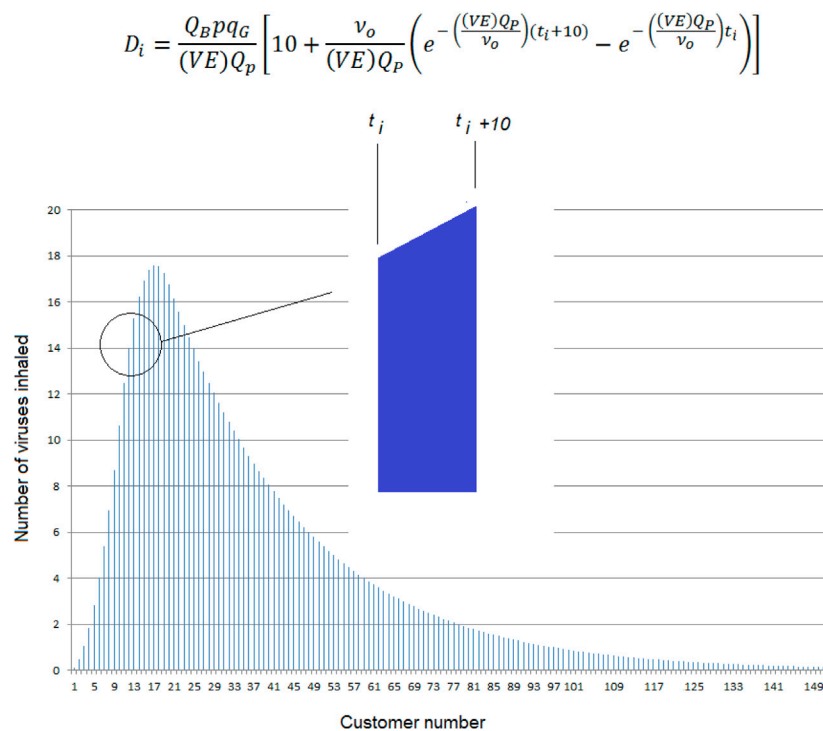 D_i = \frac{Q_B p q_G}{(VE)Q_p} \left[ 10 + \frac{v_o}{(VE)Q_P} \left( e^{-\left(\frac{(VE)Q_P}{v_o}\right)(t_i+10)} - e^{-\left(\frac{(VE)Q_P}{v_o}\right)t_i} \right) \right]
t_i t_i +10
20
18
16
14
12
10
8
6
4
2
0
Number of viruses inhaled
1 5 9 13 17 21 25 29 33 37 41 45 49 53 57 61 65 69 73 77 81 85 89 93 97 101 109 117 125 133 141 149
Customer number